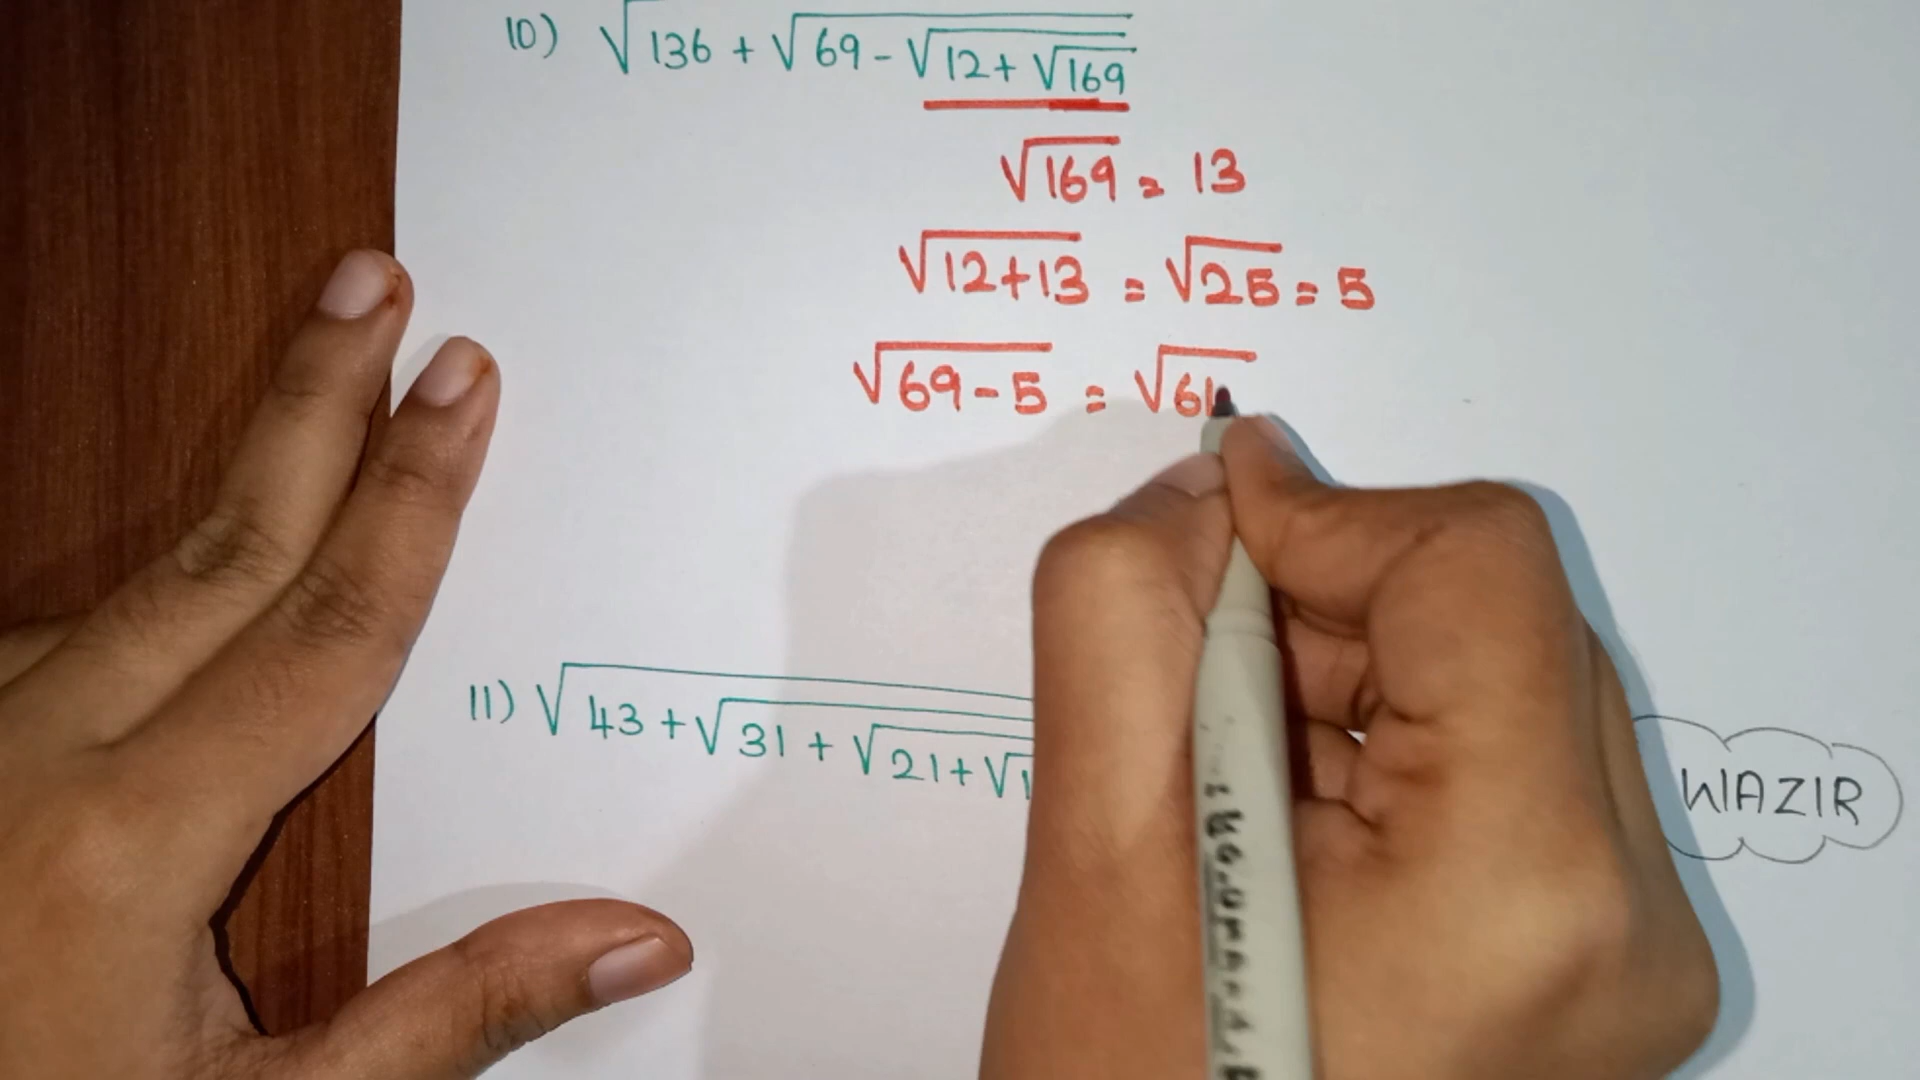 10) √136 + √69 - √12 + √169
√169 = 13
√12+13 = √25 = 5
√69 - 5 = √6
11) √43 + √31 + √21 + √1
WAZIR